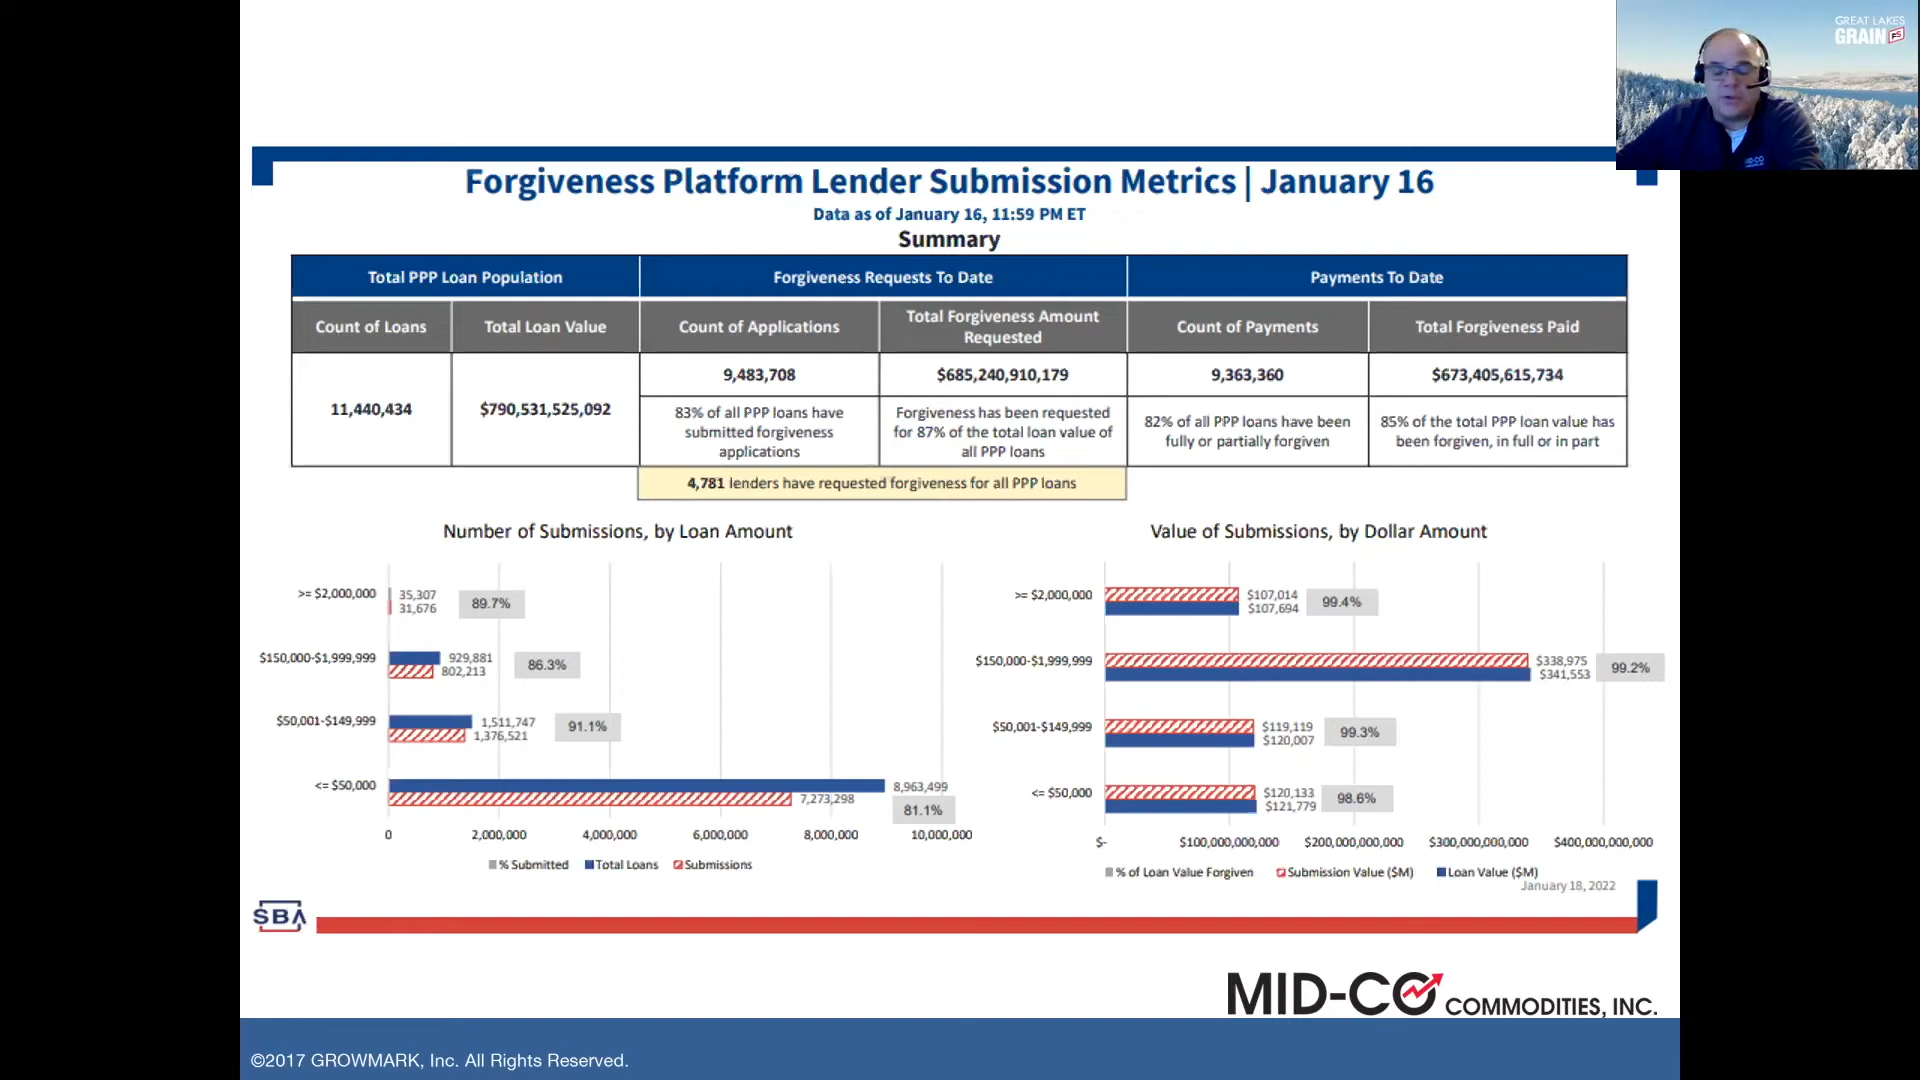 GREAT LAKES
GRAIN FS
MID-CO
Forgiveness Platform Lender Submission Metrics | January 16
Data as of January 16, 11:59 PM ET
Summary
Total PPP Loan Population
Forgiveness Requests To Date
Payments To Date
Count of Loans
Total Loan Value
Count of Applications
Total Forgiveness Amount
Requested
Count of Payments
Total Forgiveness Paid
11,440,434
$790,531,525,092
9,483,708
$685,240,910,179
9,363,360
$673,405,615,734
83% of all PPP loans have
submitted forgiveness
applications
Forgiveness has been requested
for 87% of the total loan value of
all PPP loans
82% of all PPP loans have been
fully or partially forgiven
85% of the total PPP loan value has
been forgiven, in full or in part
4,781 lenders have requested forgiveness for all PPP loans
Number of Submissions, by Loan Amount
>= $2,000,000
35,307
31,676
89.7%
$150,000-$1,999,999
929,881
802,213
86.3%
$50,001-$149,999
1,511,747
1,376,521
91.1%
<= $50,000
8,963,499
7,273,298
81.1%
0
2,000,000
4,000,000
6,000,000
8,000,000
10,000,000
% Submitted
Total Loans
Submissions
Value of Submissions, by Dollar Amount
>= $2,000,000
$107,014
$107,694
99.4%
$150,000-$1,999,999
$338,975
$341,553
99.2%
$50,001-$149,999
$119,119
$120,007
99.3%
<= $50,000
$120,133
$121,779
98.6%
$-
$100,000,000,000
$200,000,000,000
$300,000,000,000
$400,000,000,000
% of Loan Value Forgiven
Submission Value ($M)
Loan Value ($M)
January 18, 2022
SBA
MID-CO COMMODITIES, INC.
©2017 GROWMARK, Inc. All Rights Reserved.